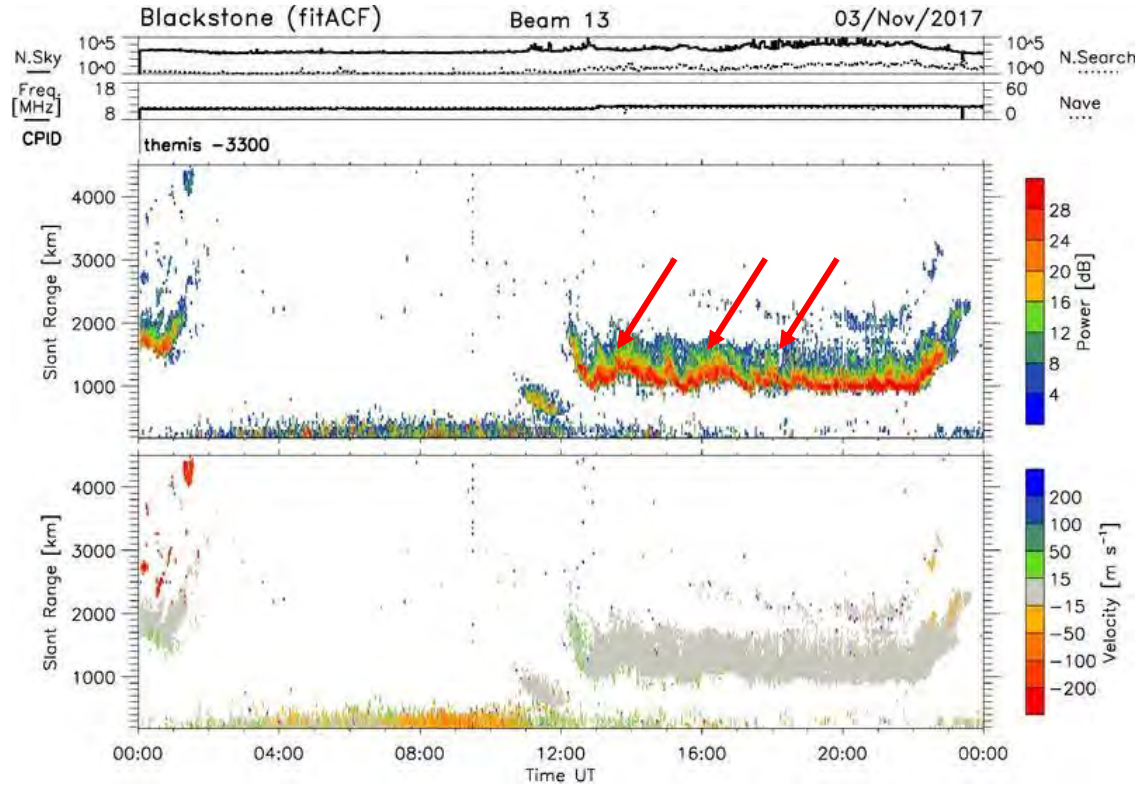 Blackstone (fitACF) Beam 13 03/Nov/2017
N.Sky 10^5 10^0 10^5 10^0 N.Search
Freq. [MHz] 18 8 60 0 Nave
CPID
themis -3300
Slant Range [km]
4000
3000
2000
1000
28
24
20
16
12
8
4
Power [dB]
Slant Range [km]
4000
3000
2000
1000
200
100
50
15
-15
-50
-100
-200
Velocity [m s⁻¹]
00:00 04:00 08:00 12:00 16:00 20:00 00:00
Time UT